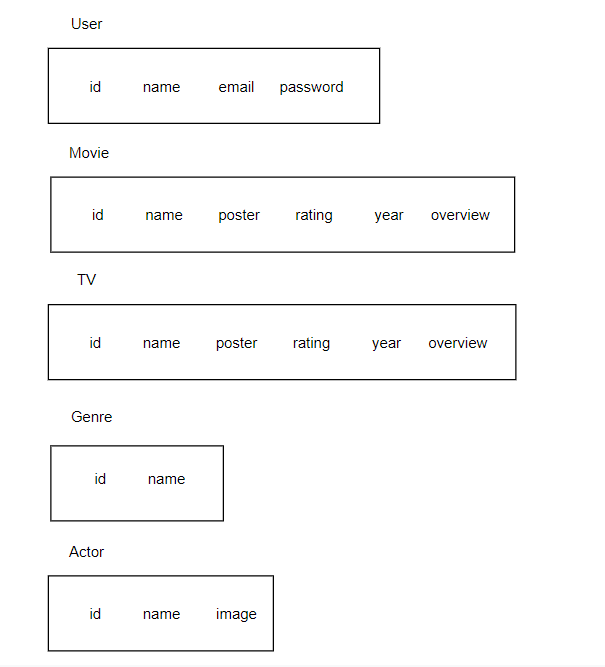 User
id name email password
Movie
id name poster rating year overview
TV
id name poster rating year overview
Genre
id name
Actor
id name image